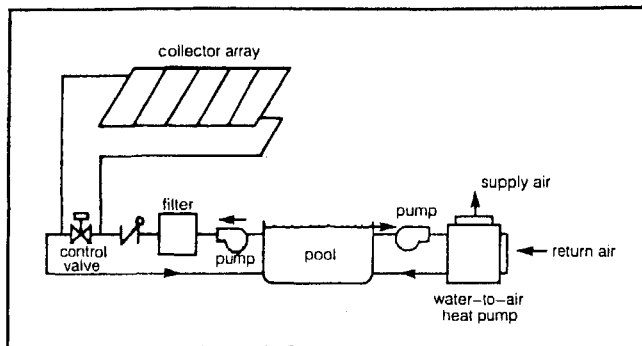 collector array
supply air
filter
pump
return air
control
valve
pump
pool
water-to-air
heat pump